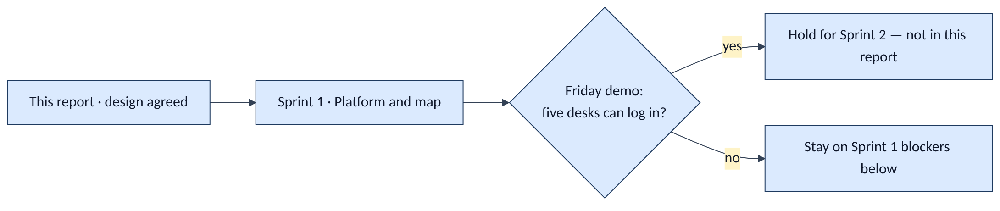 This report · design agreed
Sprint 1 · Platform and map
Friday demo:
five desks can log in?
yes
Hold for Sprint 2 — not in this
report
no
Stay on Sprint 1 blockers
below